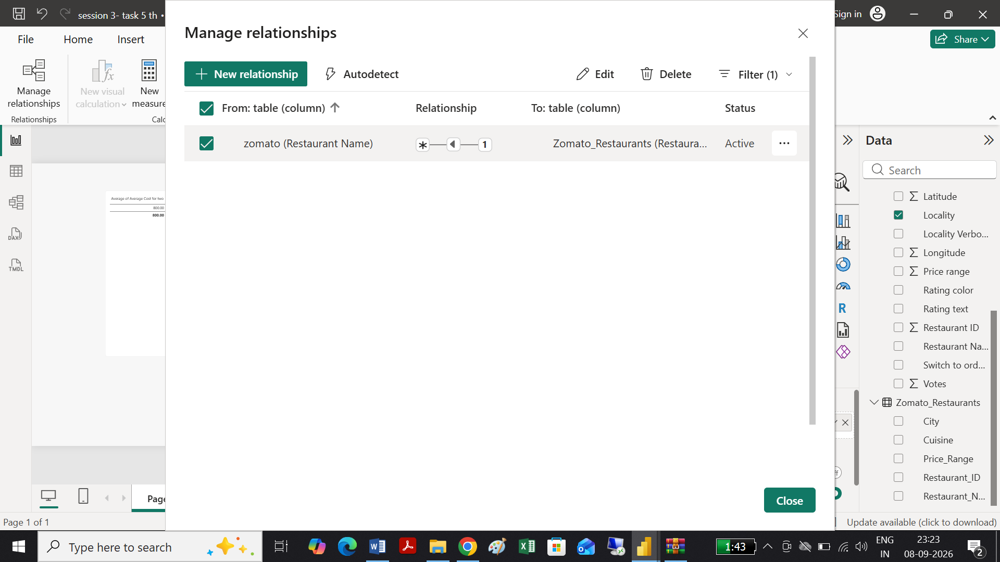 session 3- task 5 th •
Sign in
File
Home
Insert
Share
Manage relationships
New visual calculation
New measure
Relationships
Calc
Manage relationships
New relationship
Autodetect
Edit
Delete
Filter (1)
From: table (column)
Relationship
To: table (column)
Status
zomato (Restaurant Name)
1
Zomato_Restaurants (Restaura...
Active
...
Average of Average Cost for two
800.00
800.00
DAX
TMDL
R
Data
Search
Latitude
Locality
Locality Verbo...
Longitude
Price range
Rating color
Rating text
Restaurant ID
Restaurant Na...
Switch to ord...
Votes
Zomato_Restaurants
City
Cuisine
Price_Range
Restaurant_ID
Restaurant_N...
Close
Page
Page 1 of 1
Update available (click to download)
Type here to search
1:43
ENG
IN
23:23
08-09-2026
2